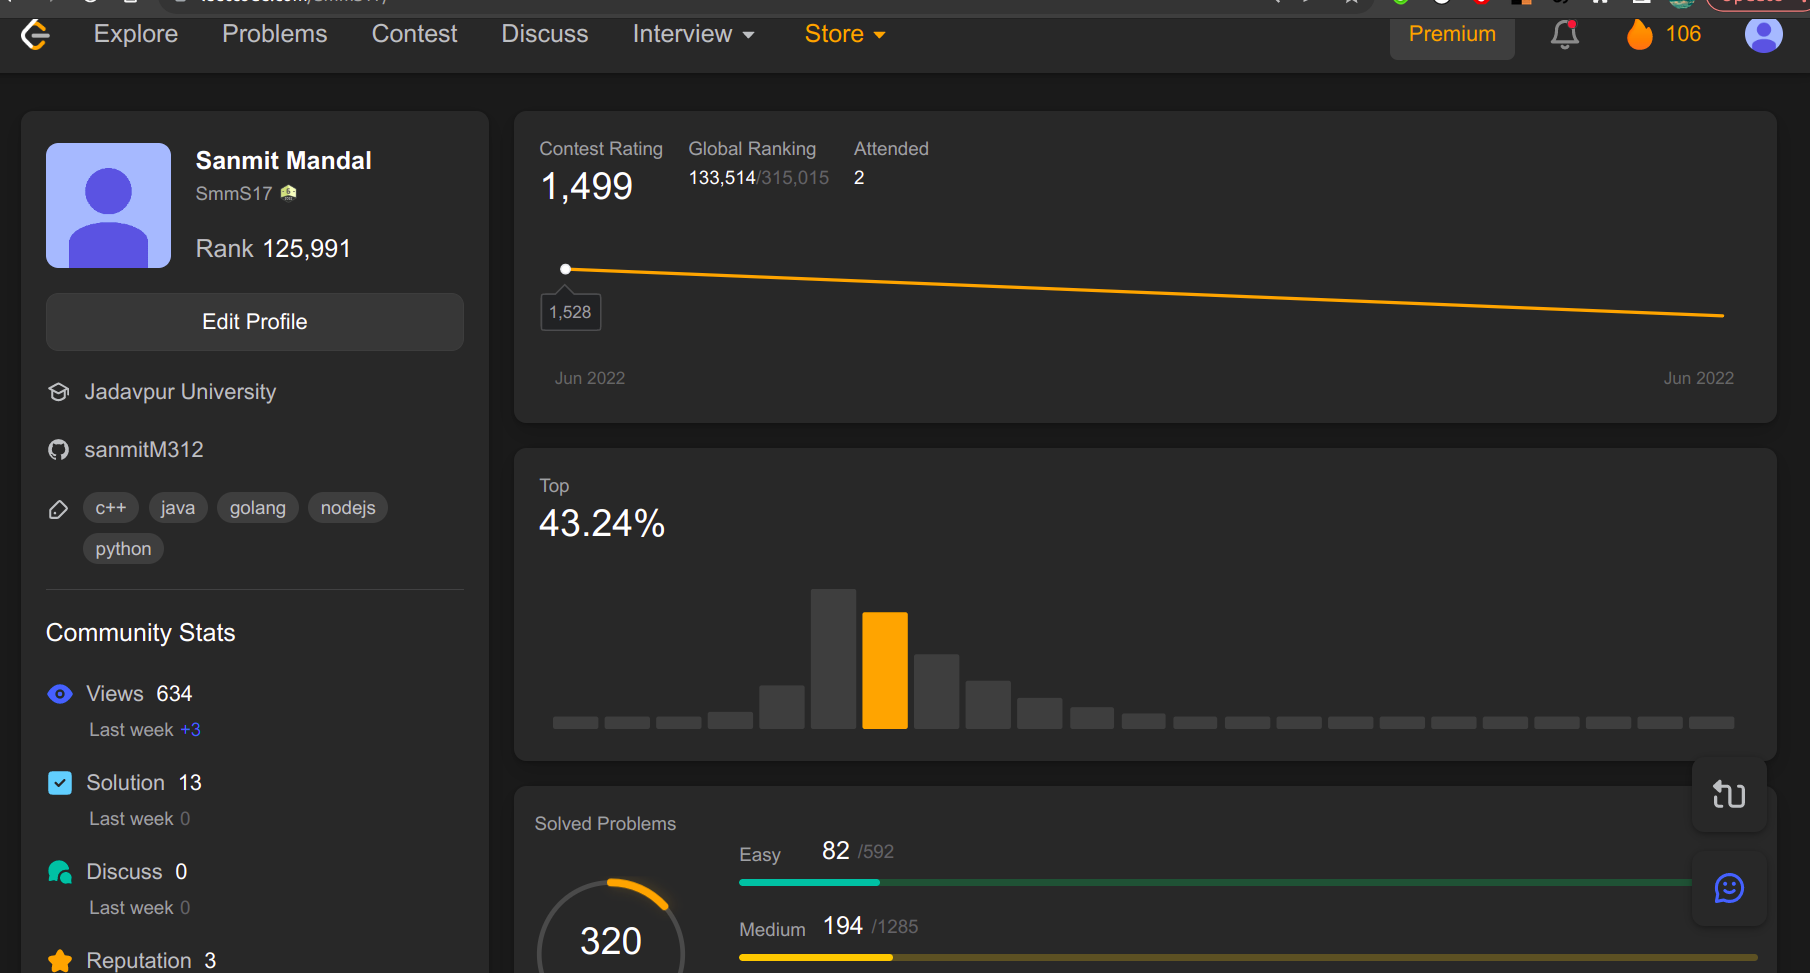 Explore Problems Contest Discuss Interview Store Premium 106
Sanmit Mandal
SmmS17
Rank 125,991
Edit Profile
Jadavpur University
sanmitM312
c++ java golang nodejs
python
Community Stats
Views 634
Last week +3
Solution 13
Last week 0
Discuss 0
Last week 0
Reputation 3
Contest Rating Global Ranking Attended
1,499 133,514/315,015 2
1,528
Jun 2022 Jun 2022
Top
43.24%
Solved Problems
320
Easy 82 /592
Medium 194 /1285